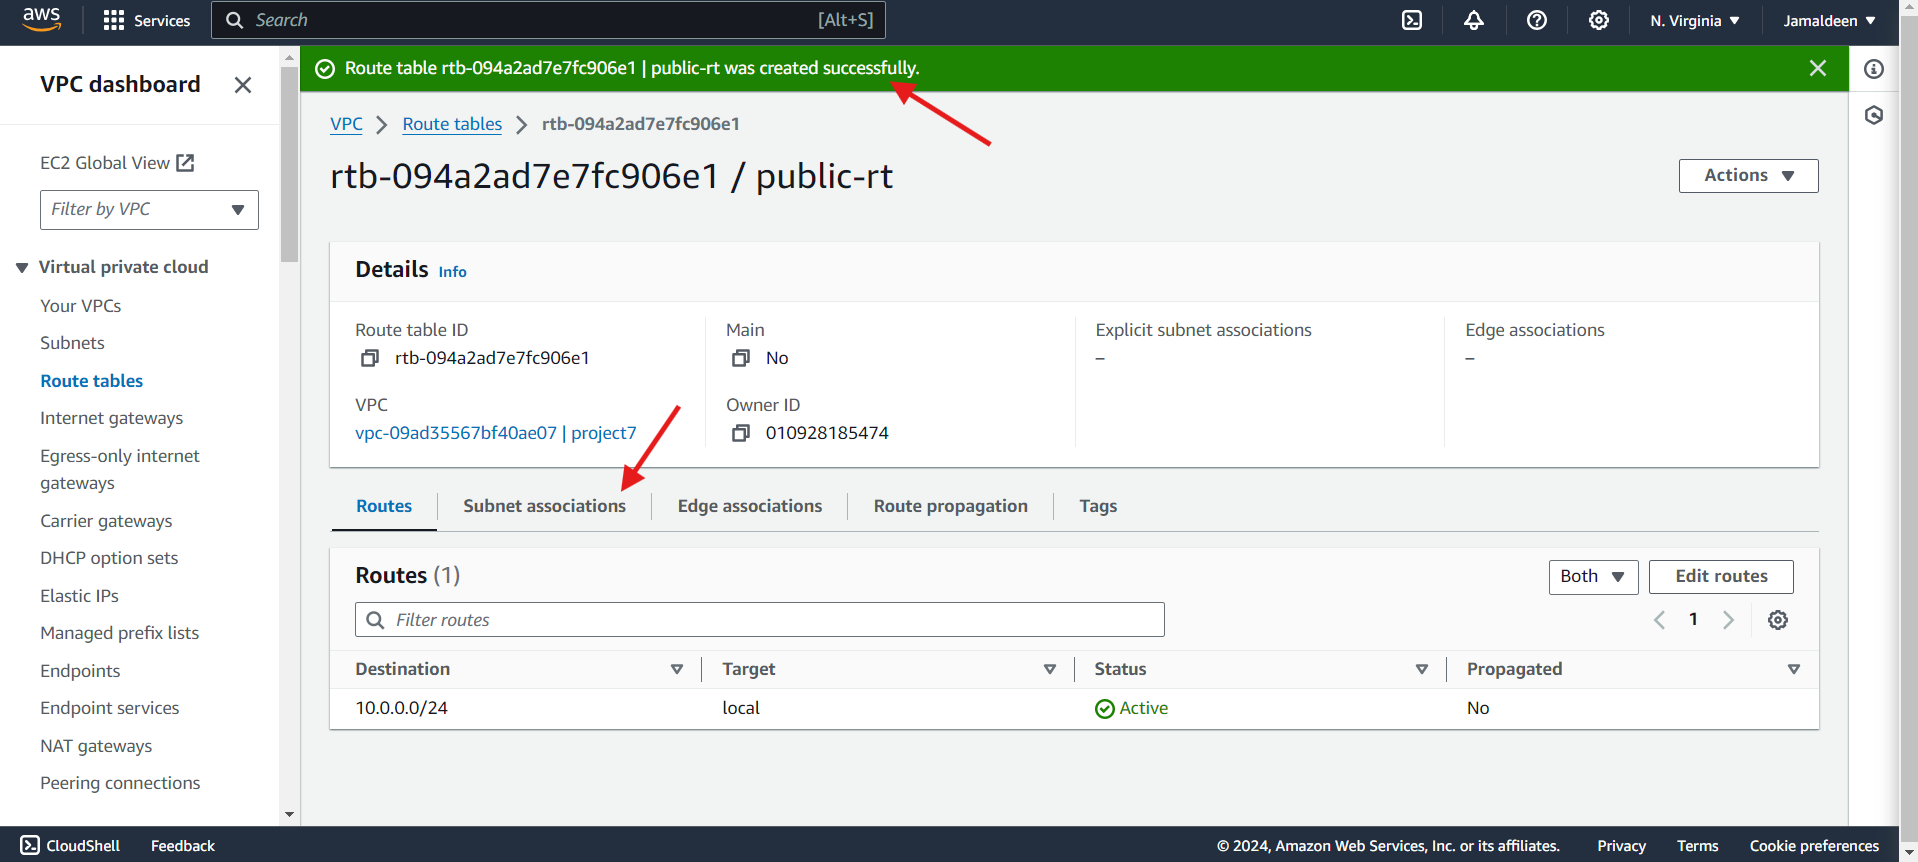 aws Services Search [Alt+S] N. Virginia Jamaldeen
VPC dashboard
EC2 Global View
Filter by VPC
Virtual private cloud
Your VPCs
Subnets
Route tables
Internet gateways
Egress-only internet
gateways
Carrier gateways
DHCP option sets
Elastic IPs
Managed prefix lists
Endpoints
Endpoint services
NAT gateways
Peering connections
Route table rtb-094a2ad7e7fc906e1 | public-rt was created successfully.
VPC Route tables rtb-094a2ad7e7fc906e1
rtb-094a2ad7e7fc906e1 / public-rt
Actions
Details Info
Route table ID
rtb-094a2ad7e7fc906e1
Main
No
Explicit subnet associations
–
Edge associations
–
VPC
vpc-09ad35567bf40ae07 | project7
Owner ID
010928185474
Routes Subnet associations Edge associations Route propagation Tags
Routes (1)
Both Edit routes
Filter routes
1
Destination Target Status Propagated
10.0.0.0/24 local Active No
CloudShell Feedback © 2024, Amazon Web Services, Inc. or its affiliates. Privacy Terms Cookie preferences